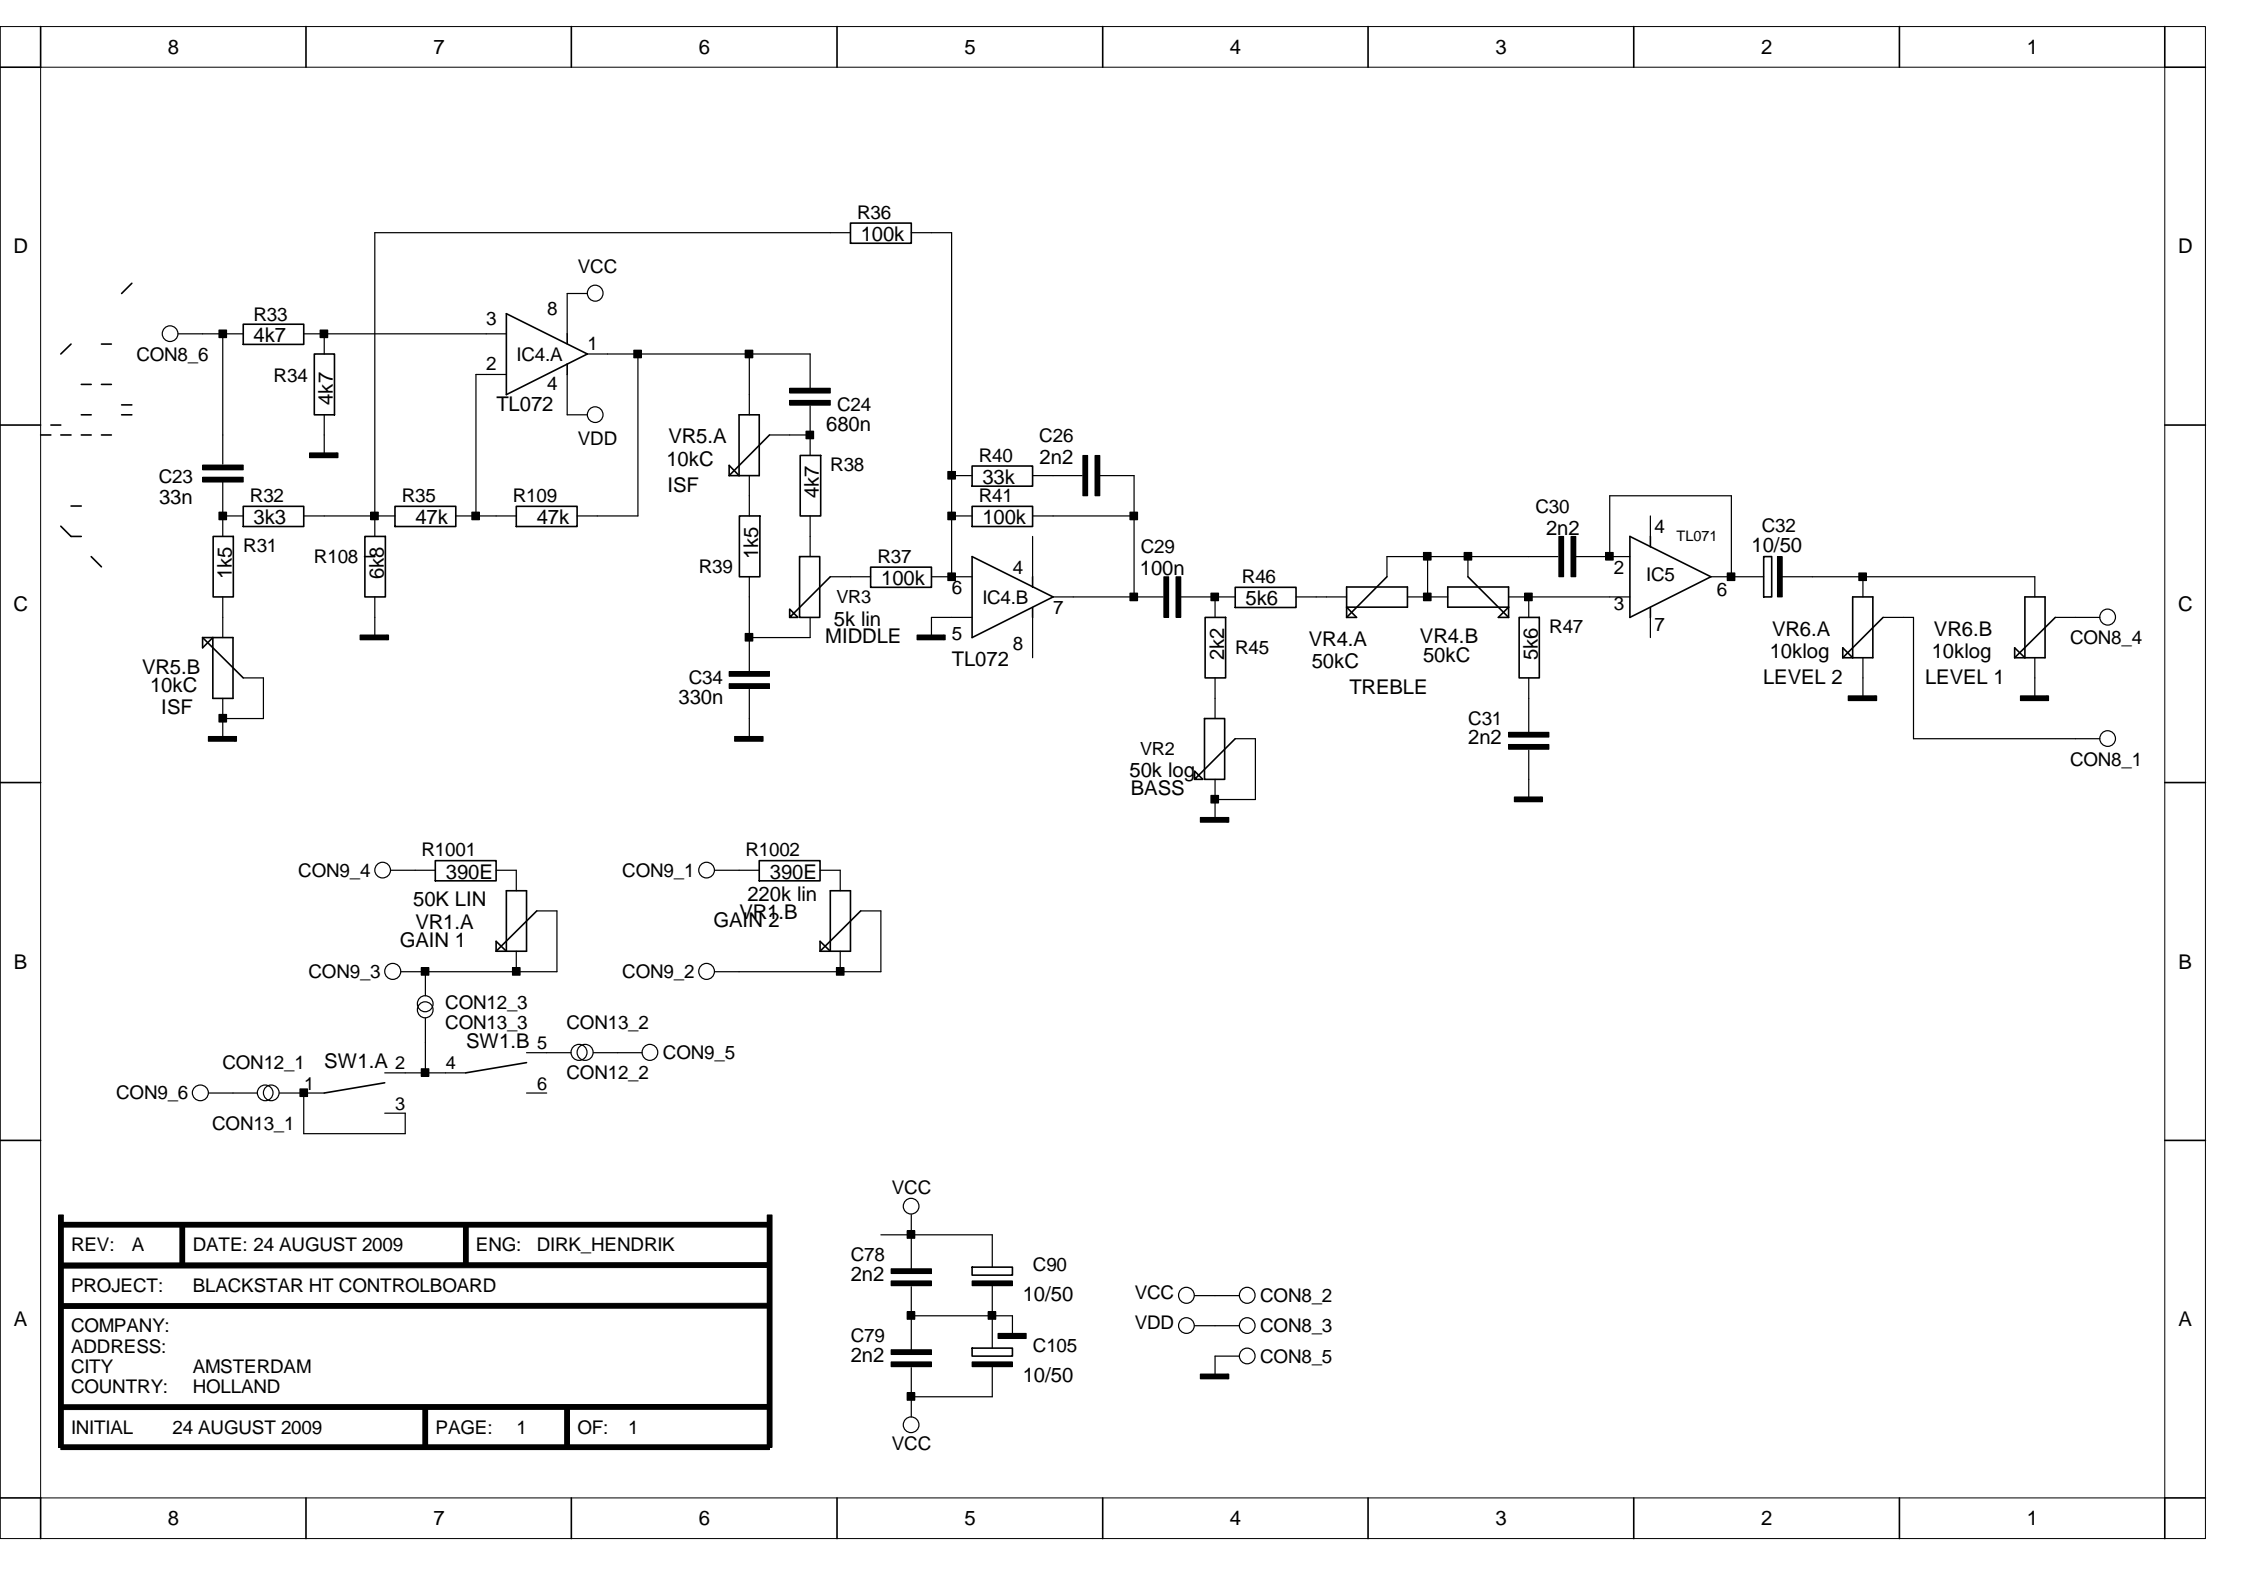 8 7 6 5 4 3 2 1
D
D
C
C
B
B
A
A
R36
100k
VCC
8
R33
4k7
3
CON8_6
IC4.A
1
2
R34
4k7
4
TL072
VDD
C24
680n
VR5.A
10kC
ISF
R38
4k7
C23
33n
R32
3k3
R35
47k
R109
47k
R31
1k5
R108
6k8
R39
1k5
VR5.B
10kC
ISF
C34
330n
VR3
5k lin
MIDDLE
R37
100k
C26
2n2
R40
33k
R41
100k
4
6
IC4.B
7
5
8
TL072
C29
100n
R46
5k6
R45
2k2
VR2
50k log
BASS
VR4.A
50kC
VR4.B
50kC
TREBLE
C30
2n2
R47
5k6
C31
2n2
4
TL071
2
IC5
6
3
7
C32
10/50
VR6.A
10klog
LEVEL 2
VR6.B
10klog
LEVEL 1
CON8_4
CON8_1
R1001
CON9_4
390E
50K LIN
VR1.A
GAIN 1
CON9_3
R1002
CON9_1
390E
220k lin
VR1.B
GAIN 2
CON9_2
CON12_3
CON13_3
SW1.B
5
CON13_2
CON9_5
CON12_2
CON12_1
SW1.A
2
4
6
CON9_6
1
3
CON13_1
REV: A
DATE: 24 AUGUST 2009
ENG: DIRK_HENDRIK
PROJECT: BLACKSTAR HT CONTROLBOARD
COMPANY:
ADDRESS:
CITY AMSTERDAM
COUNTRY: HOLLAND
INITIAL 24 AUGUST 2009
PAGE: 1
OF: 1
VCC
C78
2n2
C90
10/50
C79
2n2
C105
10/50
VCC
VCC CON8_2
VDD CON8_3
CON8_5
8 7 6 5 4 3 2 1